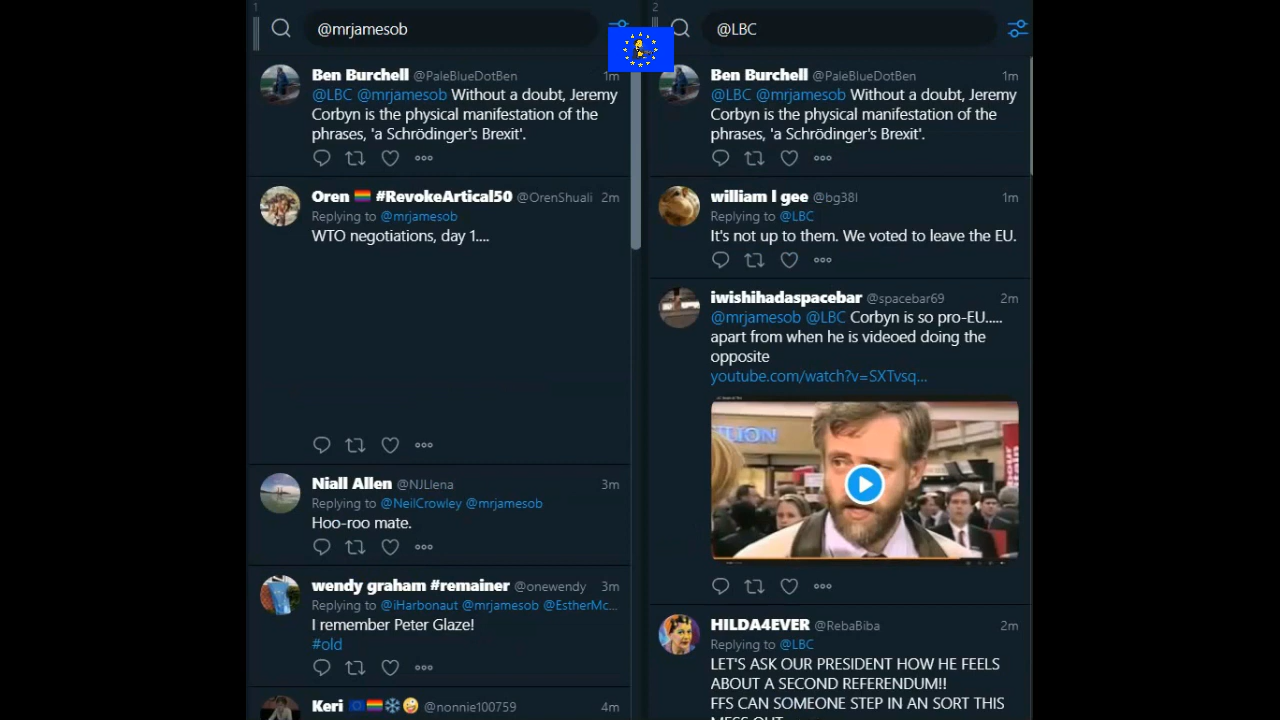 1
@mrjamesob
Ben Burchell @PaleBlueDotBen 1m
@LBC @mrjamesob Without a doubt, Jeremy
Corbyn is the physical manifestation of the
phrases, 'a Schrödinger's Brexit'.
Oren #RevokeArtical50 @OrenShuali 2m
Replying to @mrjamesob
WTO negotiations, day 1....
Niall Allen @NJLlena 3m
Replying to @NeilCrowley @mrjamesob
Hoo-roo mate.
wendy graham #remainer @onewendy 3m
Replying to @iHarbonaut @mrjamesob @EstherMc...
I remember Peter Glaze!
#old
Keri @nonnie100759 4m
2
@LBC
Ben Burchell @PaleBlueDotBen 1m
@LBC @mrjamesob Without a doubt, Jeremy
Corbyn is the physical manifestation of the
phrases, 'a Schrödinger's Brexit'.
william l gee @bg38l 1m
Replying to @LBC
It's not up to them. We voted to leave the EU.
iwishihadaspacebar @spacebar69 2m
@mrjamesob @LBC Corbyn is so pro-EU.....
apart from when he is videoed doing the
opposite
youtube.com/watch?v=SXTvsq...
HILDA4EVER @RebaBiba 2m
Replying to @LBC
LET'S ASK OUR PRESIDENT HOW HE FEELS
ABOUT A SECOND REFERENDUM!!
FFS CAN SOMEONE STEP IN AN SORT THIS
MESS OUT